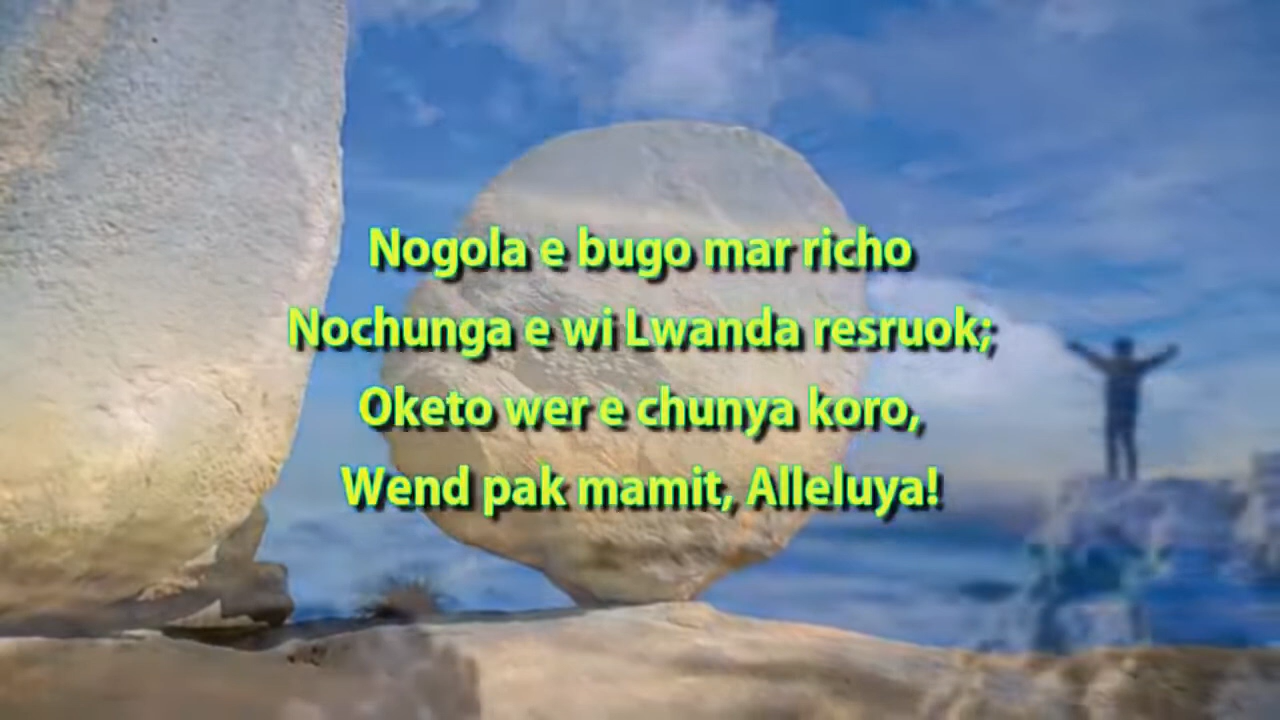 Nogola e bugo mar richo
Nochunga e wi Lwanda resruok;
Oketo wer e chunya koro,
Wend pak mamit, Alleluya!